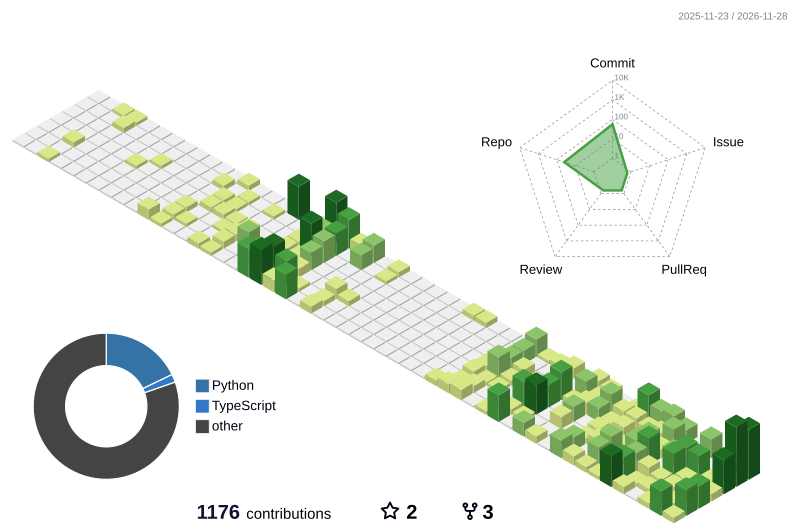 2025-11-23 / 2026-11-28
Commit
10K
1K
100
Repo
Issue
Review
PullReq
Python
TypeScript
other
1176 contributions
2
3